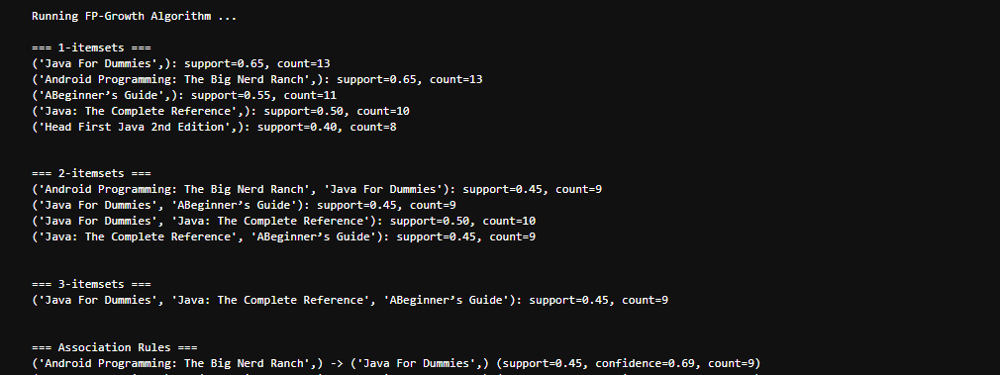 Running FP-Growth Algorithm ...
=== 1-itemsets ===
('Java For Dummies',): support=0.65, count=13
('Android Programming: The Big Nerd Ranch',): support=0.65, count=13
('ABeginner’s Guide',): support=0.55, count=11
('Java: The Complete Reference',): support=0.50, count=10
('Head First Java 2nd Edition',): support=0.40, count=8
=== 2-itemsets ===
('Android Programming: The Big Nerd Ranch', 'Java For Dummies'): support=0.45, count=9
('Java For Dummies', 'ABeginner’s Guide'): support=0.45, count=9
('Java For Dummies', 'Java: The Complete Reference'): support=0.50, count=10
('Java: The Complete Reference', 'ABeginner’s Guide'): support=0.45, count=9
=== 3-itemsets ===
('Java For Dummies', 'Java: The Complete Reference', 'ABeginner’s Guide'): support=0.45, count=9
=== Association Rules ===
('Android Programming: The Big Nerd Ranch',) -> ('Java For Dummies',) (support=0.45, confidence=0.69, count=9)